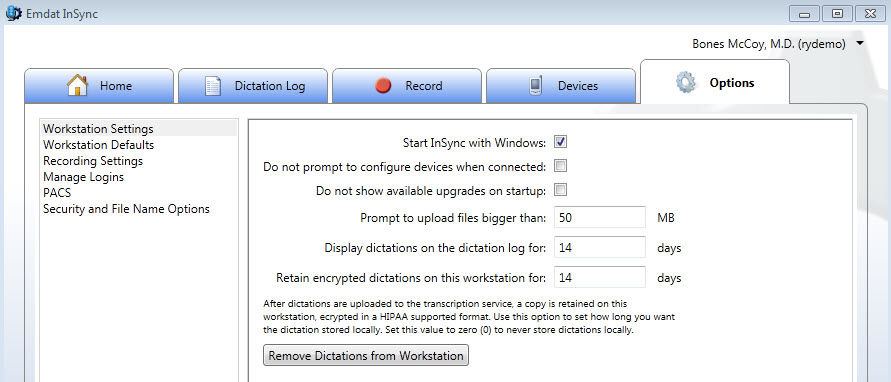 Emdat InSync
Bones McCoy, M.D. (rydemo)
Home
Dictation Log
Record
Devices
Options
Workstation Settings
Workstation Defaults
Recording Settings
Manage Logins
PACS
Security and File Name Options
Start InSync with Windows:
Do not prompt to configure devices when connected:
Do not show available upgrades on startup:
Prompt to upload files bigger than: 50 MB
Display dictations on the dictation log for: 14 days
Retain encrypted dictations on this workstation for: 14 days
After dictations are uploaded to the transcription service, a copy is retained on this
workstation, ecrypted in a HIPAA supported format. Use this option to set how long you want
the dictation stored locally. Set this value to zero (0) to never store dictations locally.
Remove Dictations from Workstation